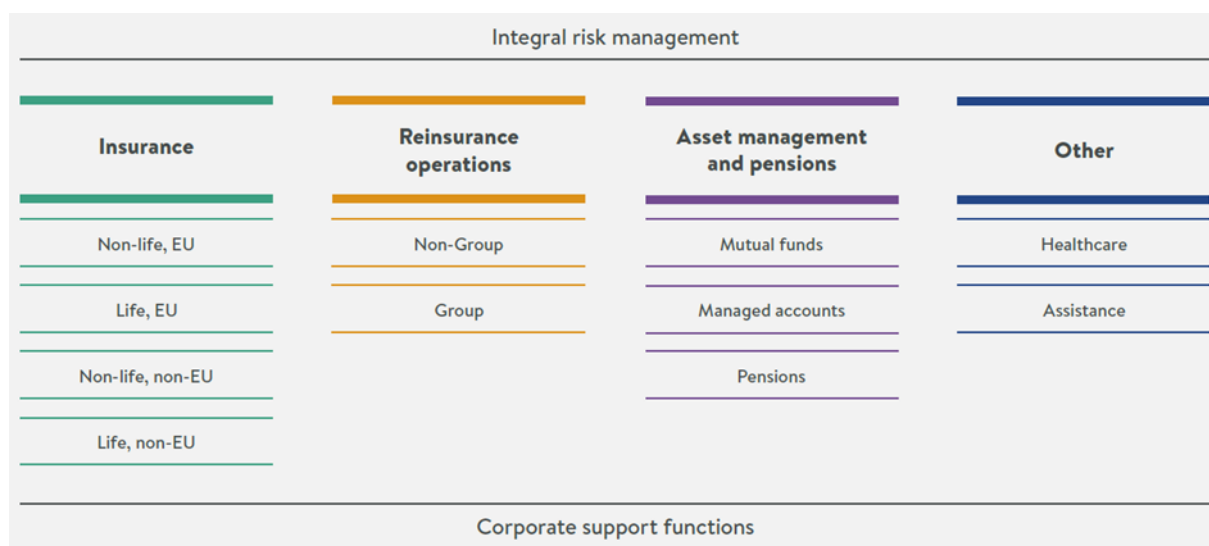 Integral risk management
Insurance
Non-life, EU
Life, EU
Non-life, non-EU
Life, non-EU
Reinsurance
operations
Non-Group
Group
Asset management
and pensions
Mutual funds
Managed accounts
Pensions
Other
Healthcare
Assistance
Corporate support functions